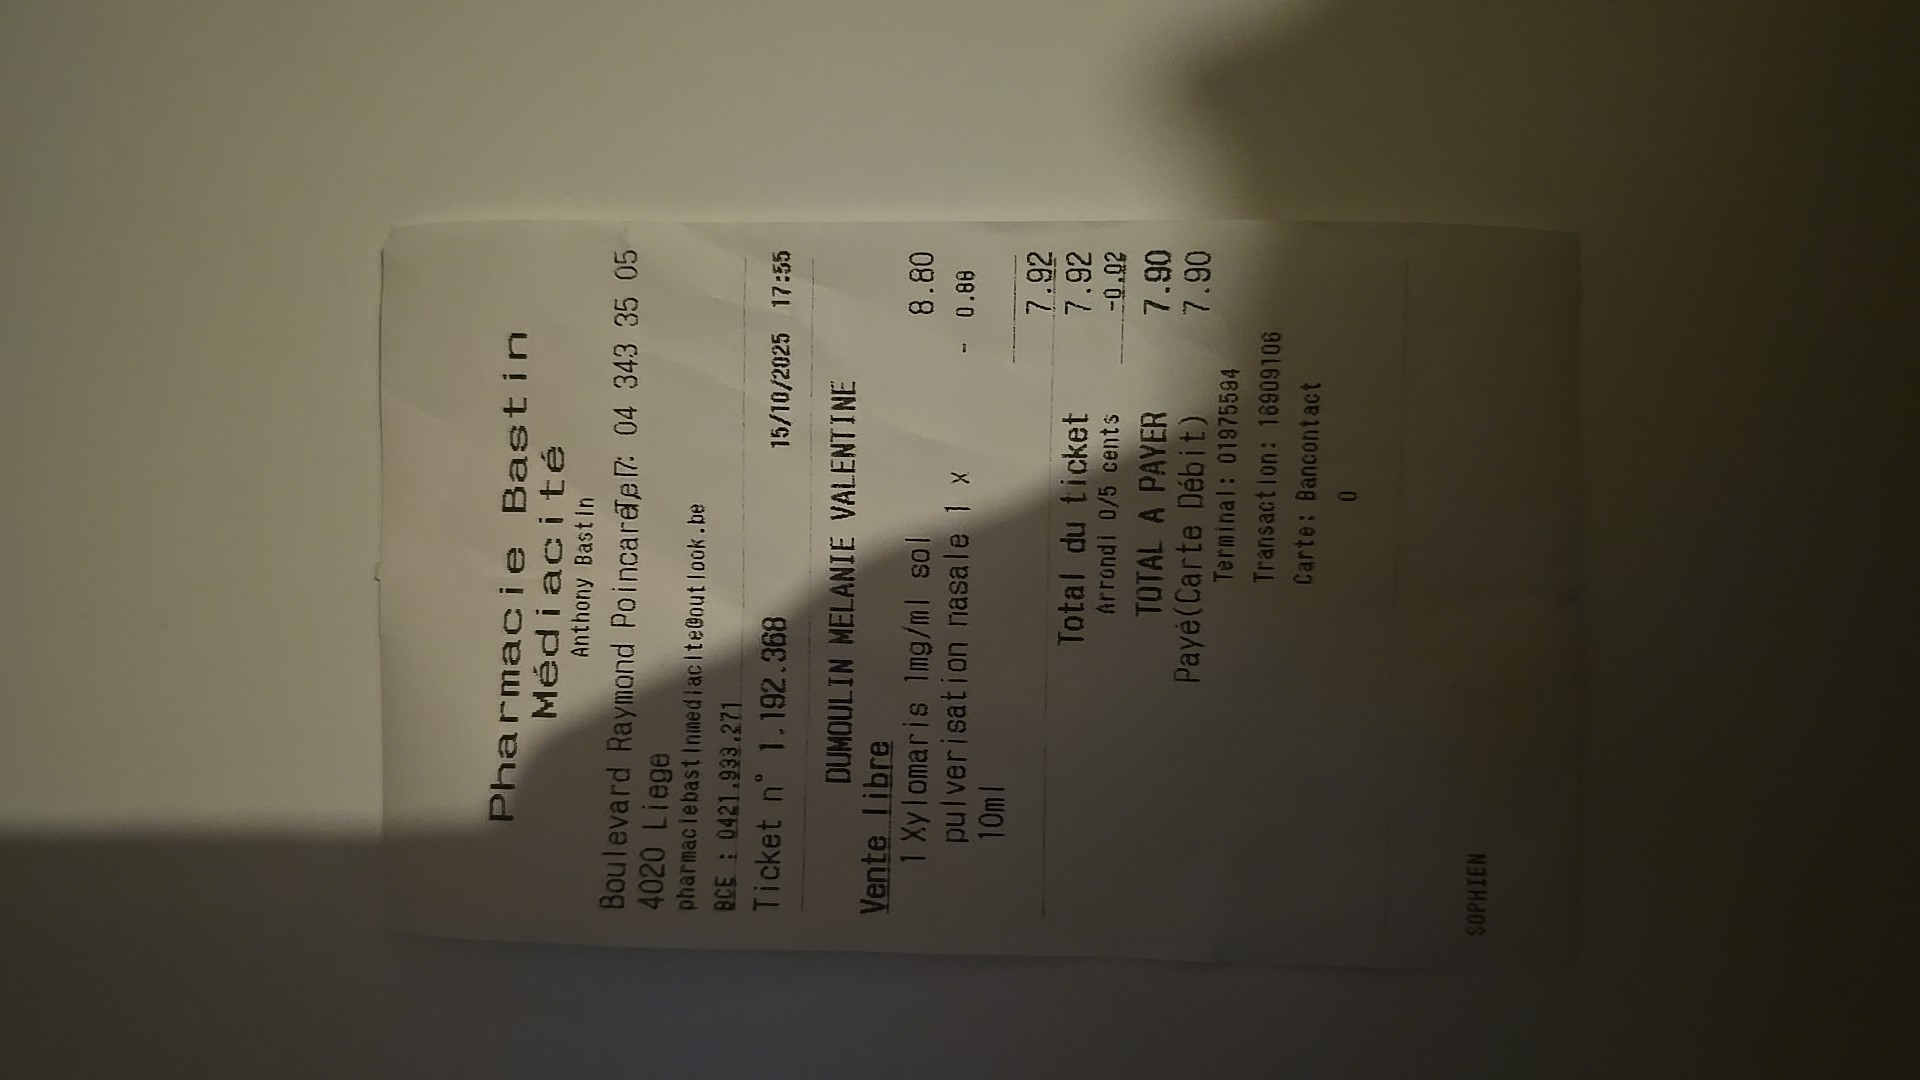 Pharmacie Bastin
Médiacité
Anthony Bastin
Boulevard Raymond Poincaré, 7 Tel: 04 343 35 05
4020 Liege
pharmaciebastinmediacite@outlook.be
BCE : 0421.933.271
Ticket n° 1.192.368 15/10/2025 17:55
DUMOULIN MELANIE VALENTINE
Vente libre
1 Xylomaris 1mg/ml sol 8.80
pulverisation nasale 1 x - 0.88
10ml
7.92
Total du ticket 7.92
Arrondi 0/5 cents -0.02
TOTAL A PAYER 7.90
Payé(Carte Débit) 7.90
Terminal: 01975594
Transaction: 16909106
Carte: Bancontact
0
SOPHIEN